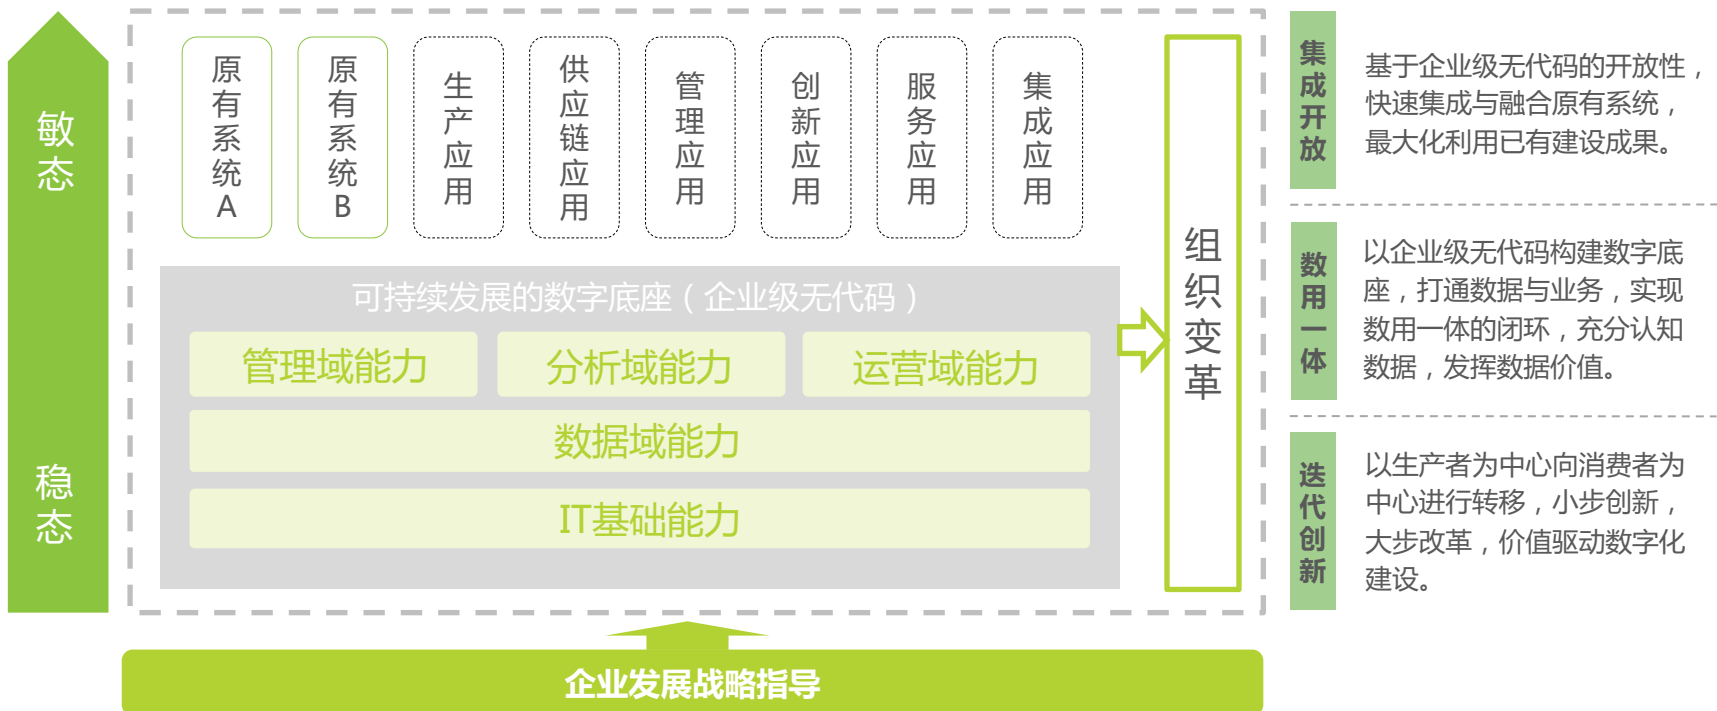 敏态
稳态
原有系统A
原有系统B
生产应用
供应链应用
管理应用
创新应用
服务应用
集成应用
可持续发展的数字底座（企业级无代码）
管理域能力
分析域能力
运营域能力
数据域能力
IT基础能力
组织变革
企业发展战略指导
集成开放
基于企业级无代码的开放性，
快速集成与融合原有系统，
最大化利用已有建设成果。
数用一体
以企业级无代码构建数字底
座，打通数据与业务，实现
数用一体的闭环，充分认知
数据，发挥数据价值。
迭代创新
以生产者为中心向消费者为
中心进行转移，小步创新，
大步改革，价值驱动数字化
建设。